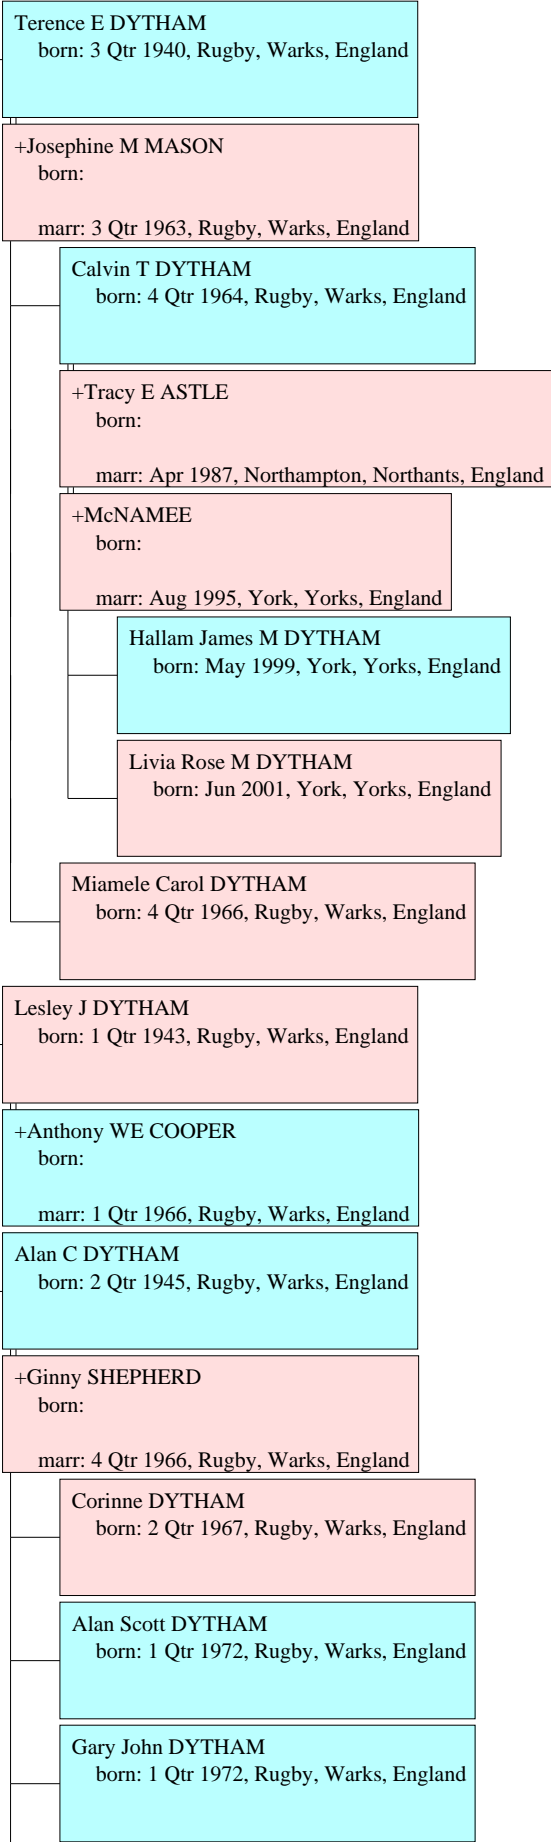 Terence E DYTHAM
born: 3 Qtr 1940, Rugby, Warks, England
+Josephine M MASON
born:
marr: 3 Qtr 1963, Rugby, Warks, England
Calvin T DYTHAM
born: 4 Qtr 1964, Rugby, Warks, England
+Tracy E ASTLE
born:
marr: Apr 1987, Northampton, Northants, England
+McNAMEE
born:
marr: Aug 1995, York, Yorks, England
Hallam James M DYTHAM
born: May 1999, York, Yorks, England
Livia Rose M DYTHAM
born: Jun 2001, York, Yorks, England
Miamele Carol DYTHAM
born: 4 Qtr 1966, Rugby, Warks, England
Lesley J DYTHAM
born: 1 Qtr 1943, Rugby, Warks, England
+Anthony WE COOPER
born:
marr: 1 Qtr 1966, Rugby, Warks, England
Alan C DYTHAM
born: 2 Qtr 1945, Rugby, Warks, England
+Ginny SHEPHERD
born:
marr: 4 Qtr 1966, Rugby, Warks, England
Corinne DYTHAM
born: 2 Qtr 1967, Rugby, Warks, England
Alan Scott DYTHAM
born: 1 Qtr 1972, Rugby, Warks, England
Gary John DYTHAM
born: 1 Qtr 1972, Rugby, Warks, England